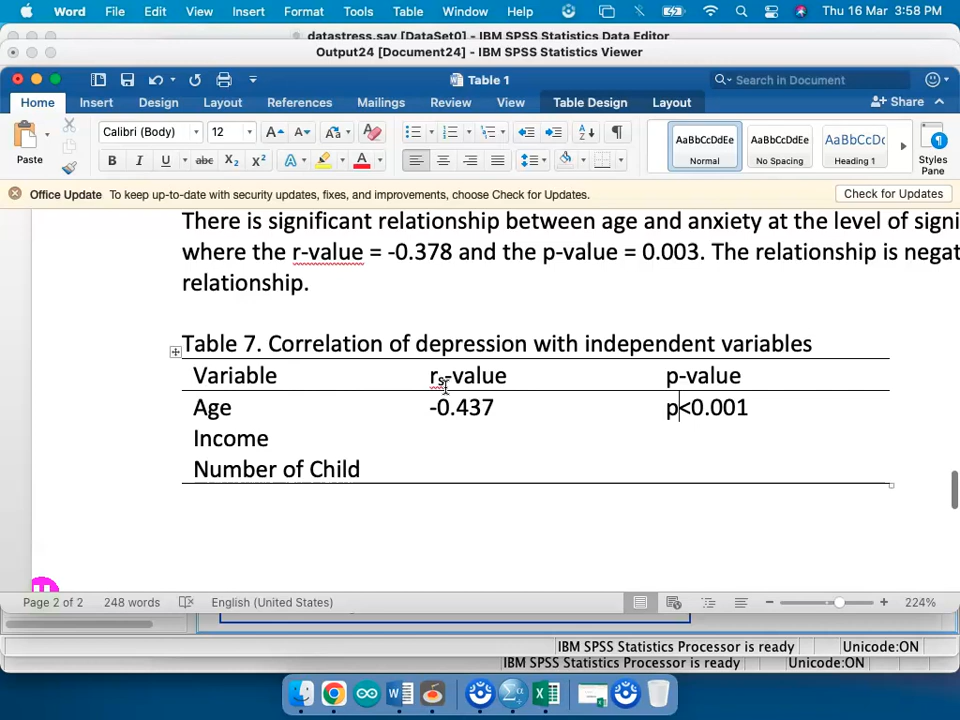 Word File Edit View Insert Format Tools Table Window Help Thu 16 Mar 3:58 PM
datastress.sav [DataSet0] - IBM SPSS Statistics Data Editor
Output24 [Document24] - IBM SPSS Statistics Viewer
Table 1 Search in Document
Home Insert Design Layout References Mailings Review View Table Design Layout Share
Paste Calibri (Body) 12 AaBbCcDdEe AaBbCcDdEe AaBbCcDd Styles Pane
Normal No Spacing Heading 1
Office Update To keep up-to-date with security updates, fixes, and improvements, choose Check for Updates. Check for Updates
There is significant relationship between age and anxiety at the level of signi
where the r-value = -0.378 and the p-value = 0.003. The relationship is negat
relationship.
Table 7. Correlation of depression with independent variables
Variable rs-value p-value
Age -0.437 p<0.001
Income
Number of Child
Page 2 of 2 248 words English (United States) 224%
IBM SPSS Statistics Processor is ready Unicode:ON
IBM SPSS Statistics Processor is ready Unicode:ON